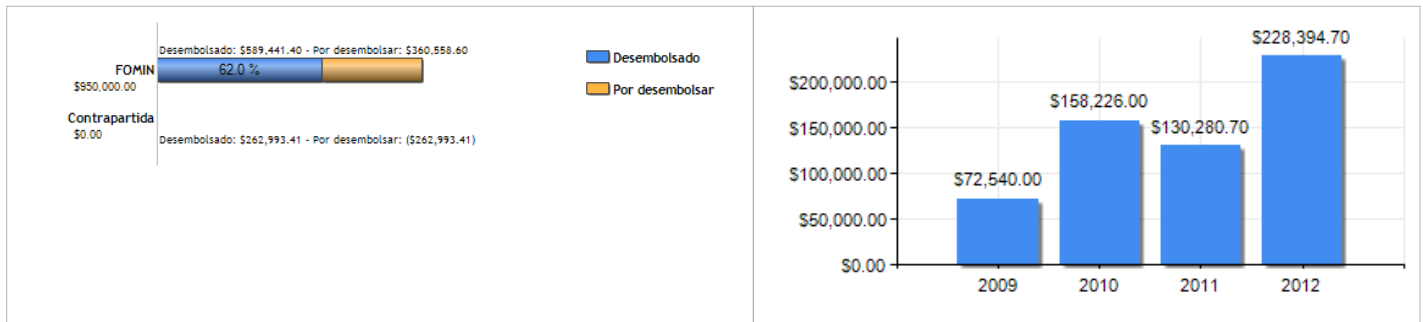 Desembolsado: $589,441.40 - Por desembolsar: $360,558.60
FOMIN
$950,000.00
62.0 %
Contrapartida
$0.00
Desembolsado: $262,993.41 - Por desembolsar: ($262,993.41)
Desembolsado
Por desembolsar
$228,394.70
$200,000.00
$158,226.00
$150,000.00
$130,280.70
$100,000.00
$72,540.00
$50,000.00
$0.00
2009 2010 2011 2012